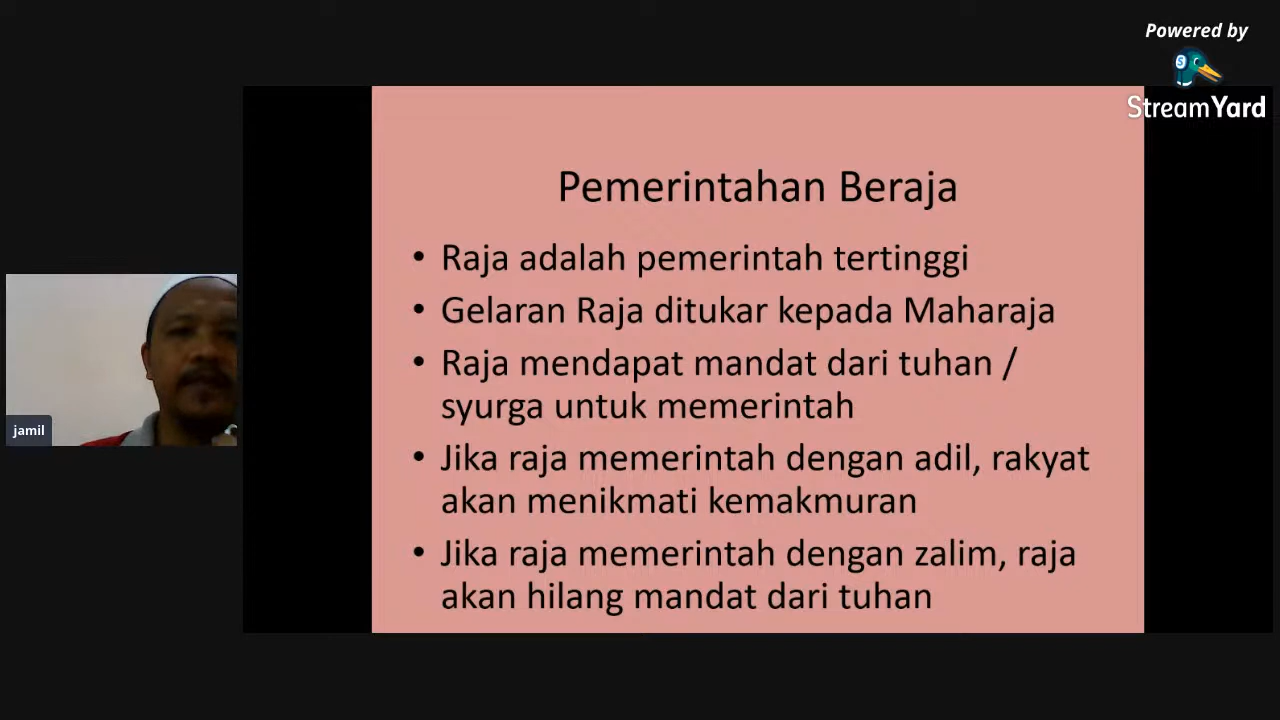 Powered by
StreamYard
Pemerintahan Beraja
• Raja adalah pemerintah tertinggi
• Gelaran Raja ditukar kepada Maharaja
• Raja mendapat mandat dari tuhan /
syurga untuk memerintah
• Jika raja memerintah dengan adil, rakyat
akan menikmati kemakmuran
• Jika raja memerintah dengan zalim, raja
akan hilang mandat dari tuhan
jamil